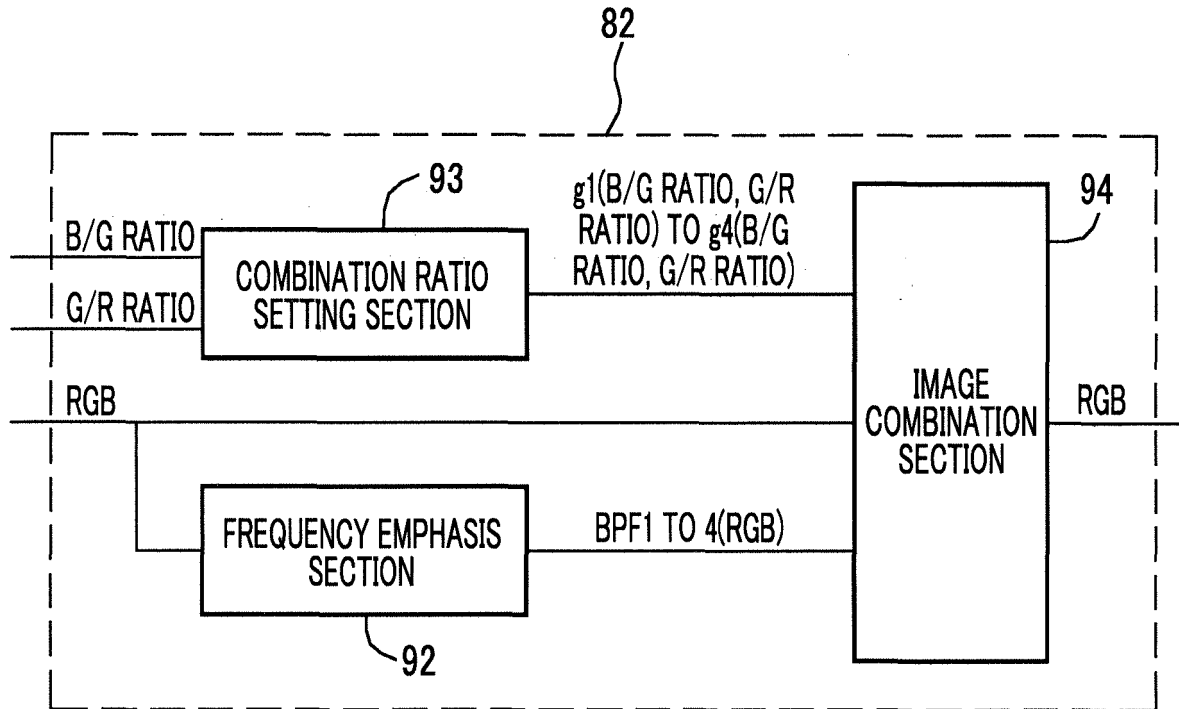 82
93
94
g1(B/G RATIO, G/R
RATIO) TO g4(B/G
RATIO, G/R RATIO)
B/G RATIO
G/R RATIO
COMBINATION RATIO
SETTING SECTION
RGB
IMAGE
COMBINATION
SECTION
RGB
FREQUENCY EMPHASIS
SECTION
BPF1 TO 4(RGB)
92